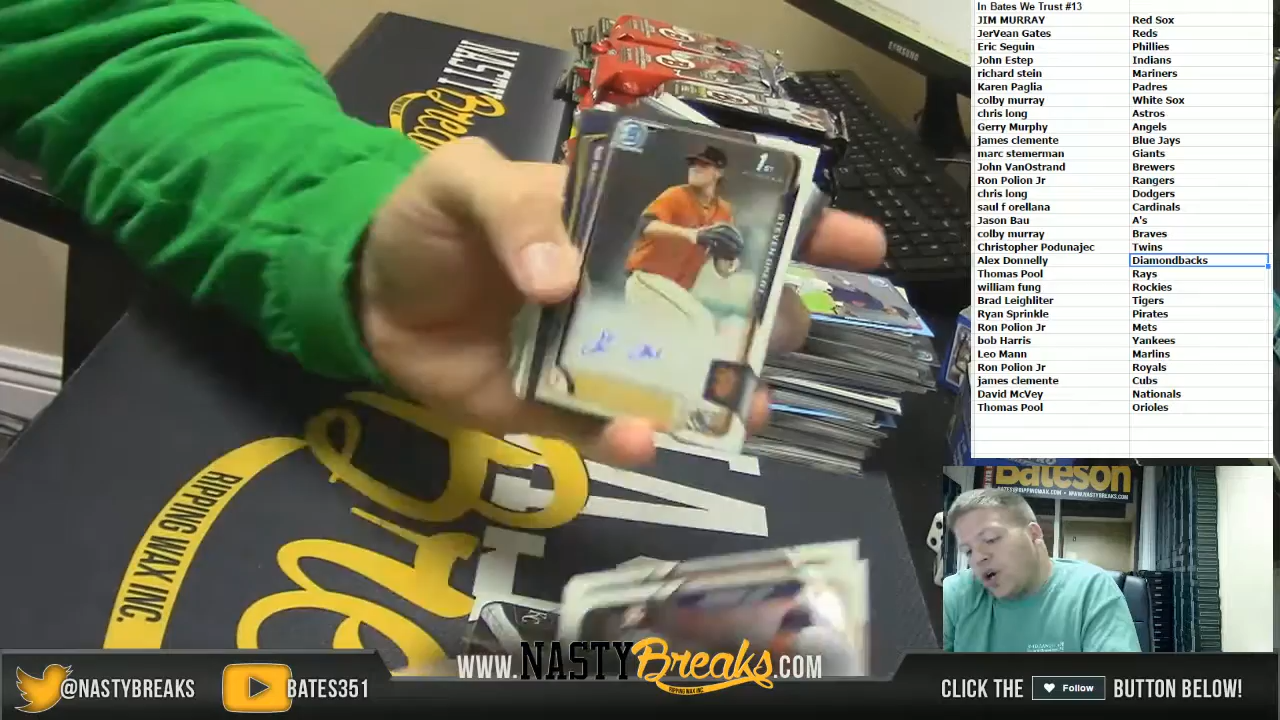 In Bates We Trust #13
JIM MURRAY Red Sox
JerVean Gates Reds
Eric Seguin Phillies
John Estep Indians
richard stein Mariners
Karen Paglia Padres
colby murray White Sox
chris long Astros
Gerry Murphy Angels
james clemente Blue Jays
marc stemerman Giants
John VanOstrand Brewers
Ron Polion Jr Rangers
chris long Dodgers
saul f orellana Cardinals
Jason Bau A's
colby murray Braves
Christopher Podunajec Twins
Alex Donnelly Diamondbacks
Thomas Pool Rays
william fung Rockies
Brad Leighliter Tigers
Ryan Sprinkle Pirates
Ron Polion Jr Mets
bob Harris Yankees
Leo Mann Marlins
Ron Polion Jr Royals
james clemente Cubs
David McVey Nationals
Thomas Pool Orioles
SAMSUNG
NASTY
Breaks
1ST
STEVEN OKERT
RIPPING WAX INC.
Bateson
WWW.NASTYBreaks.COM
RIPPING WAX INC
@NASTYBREAKS
BATES351
CLICK THE Follow BUTTON BELOW!